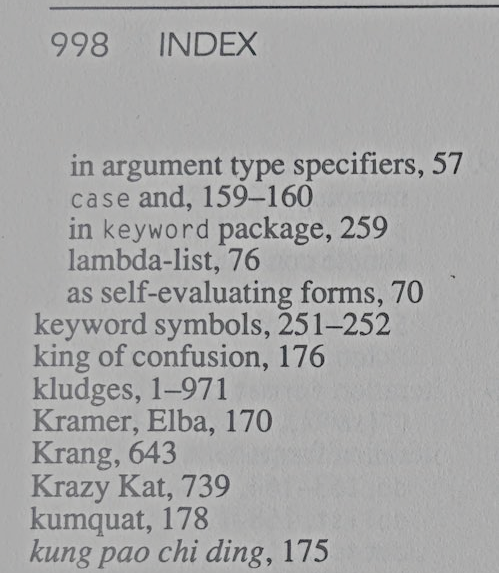 998 INDEX
in argument type specifiers, 57
case and, 159–160
in keyword package, 259
lambda-list, 76
as self-evaluating forms, 70
keyword symbols, 251–252
king of confusion, 176
kludges, 1–971
Kramer, Elba, 170
Krang, 643
Krazy Kat, 739
kumquat, 178
kung pao chi ding, 175